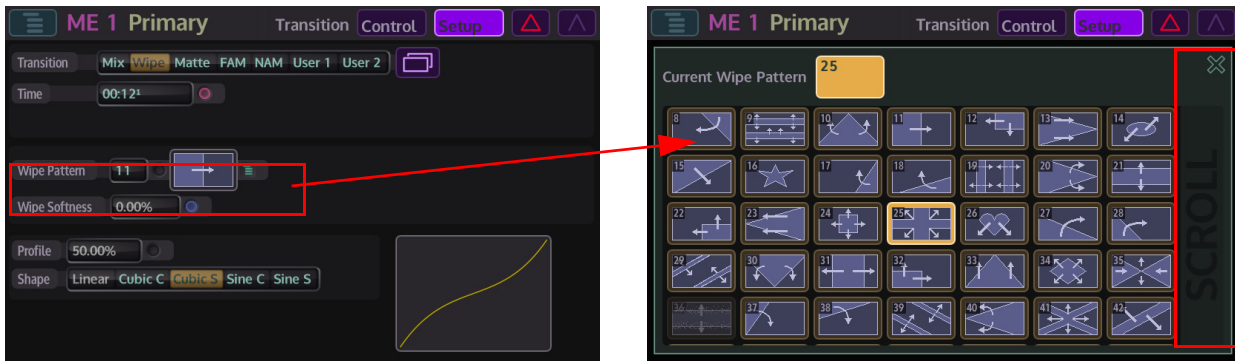 ME 1 Primary Transition Control Setup
Transition Mix Wipe Matte FAM NAM User 1 User 2
Time 00:12¹
Wipe Pattern 11
Wipe Softness 0.00%
Profile 50.00%
Shape Linear Cubic C Cubic S Sine C Sine S
ME 1 Primary Transition Control Setup
Current Wipe Pattern 25
8 9 10 11 12 13 14
15 16 17 18 19 20 21
22 23 24 25 26 27 28
29 30 31 32 33 34 35
36 37 38 39 40 41 42
SCROLL